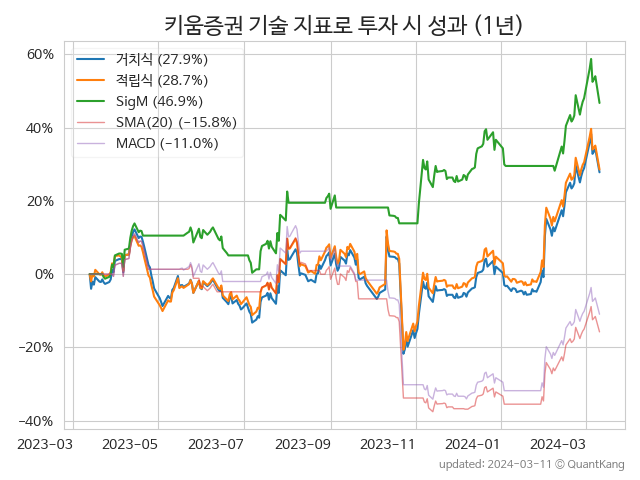 키움증권 기술 지표로 투자 시 성과 (1년)
60%
40%
20%
0%
−20%
−40%
거치식 (27.9%)
적립식 (28.7%)
SigM (46.9%)
SMA(20) (−15.8%)
MACD (−11.0%)
2023-03
2023-05
2023-07
2023-09
2023-11
2024-01
2024-03
updated: 2024-03-11 © QuantKang